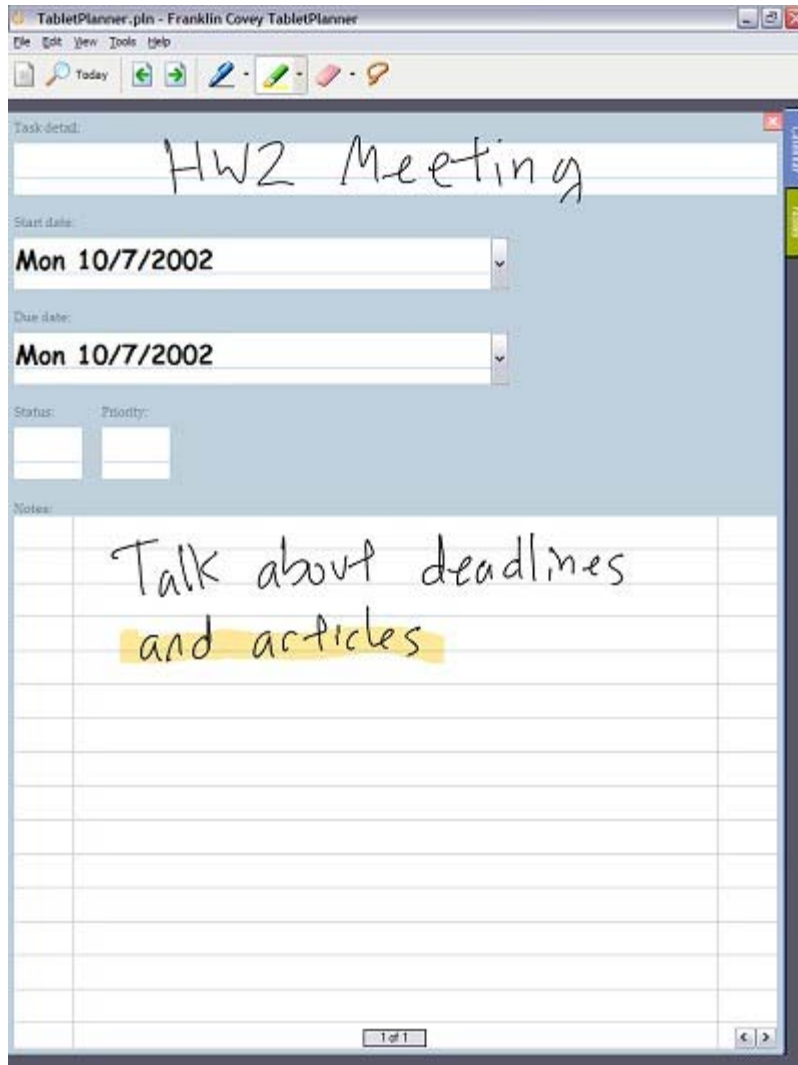 TabletPlanner.pln - Franklin Covey TabletPlanner
File Edit View Tools Help
Today
Task detail:
HW2 Meeting
Start date:
Mon 10/7/2002
Due date:
Mon 10/7/2002
Status: Priority:
Notes:
Talk about deadlines
and articles
1 of 1